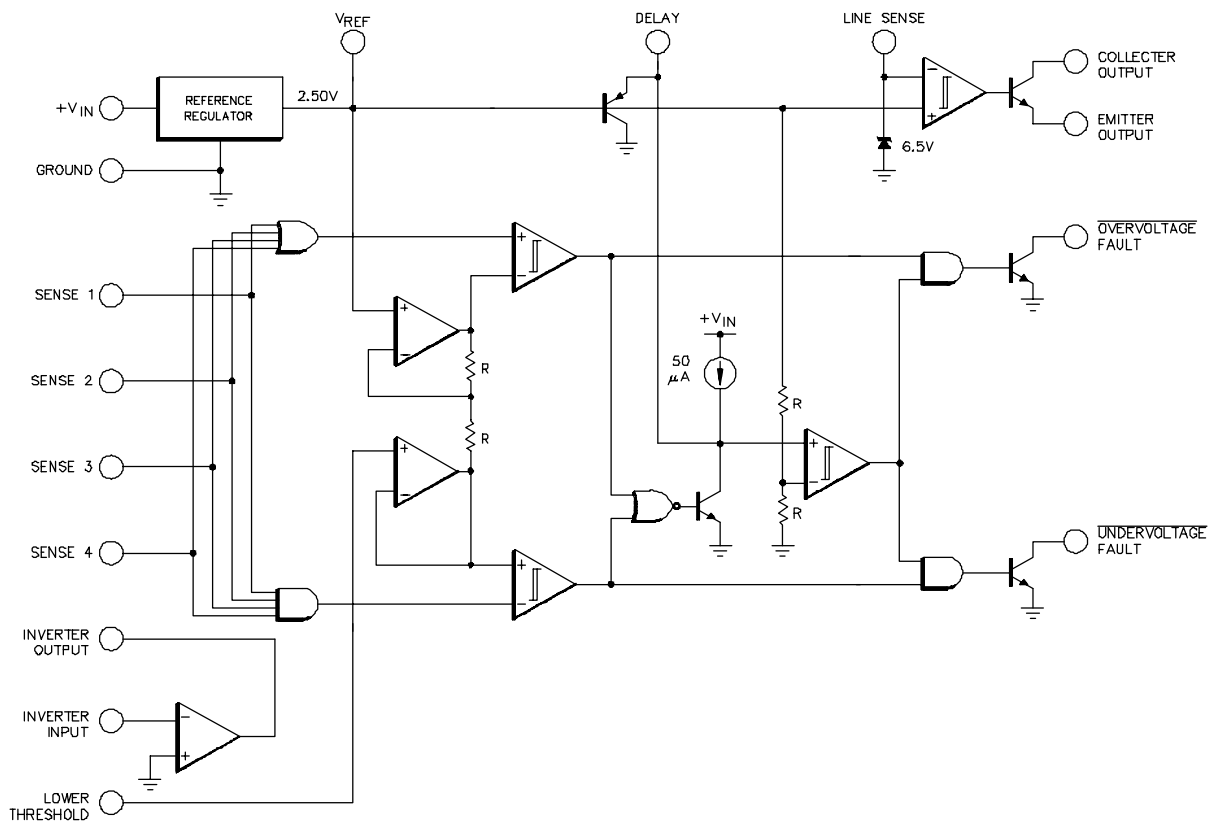 VREF
DELAY
LINE SENSE
COLLECTER
OUTPUT
+VIN
REFERENCE
REGULATOR
2.50V
EMITTER
OUTPUT
GROUND
6.5V
OVERVOLTAGE
FAULT
SENSE 1
+VIN
50
μA
R
SENSE 2
R
R
SENSE 3
R
SENSE 4
UNDERVOLTAGE
FAULT
INVERTER
OUTPUT
INVERTER
INPUT
LOWER
THRESHOLD